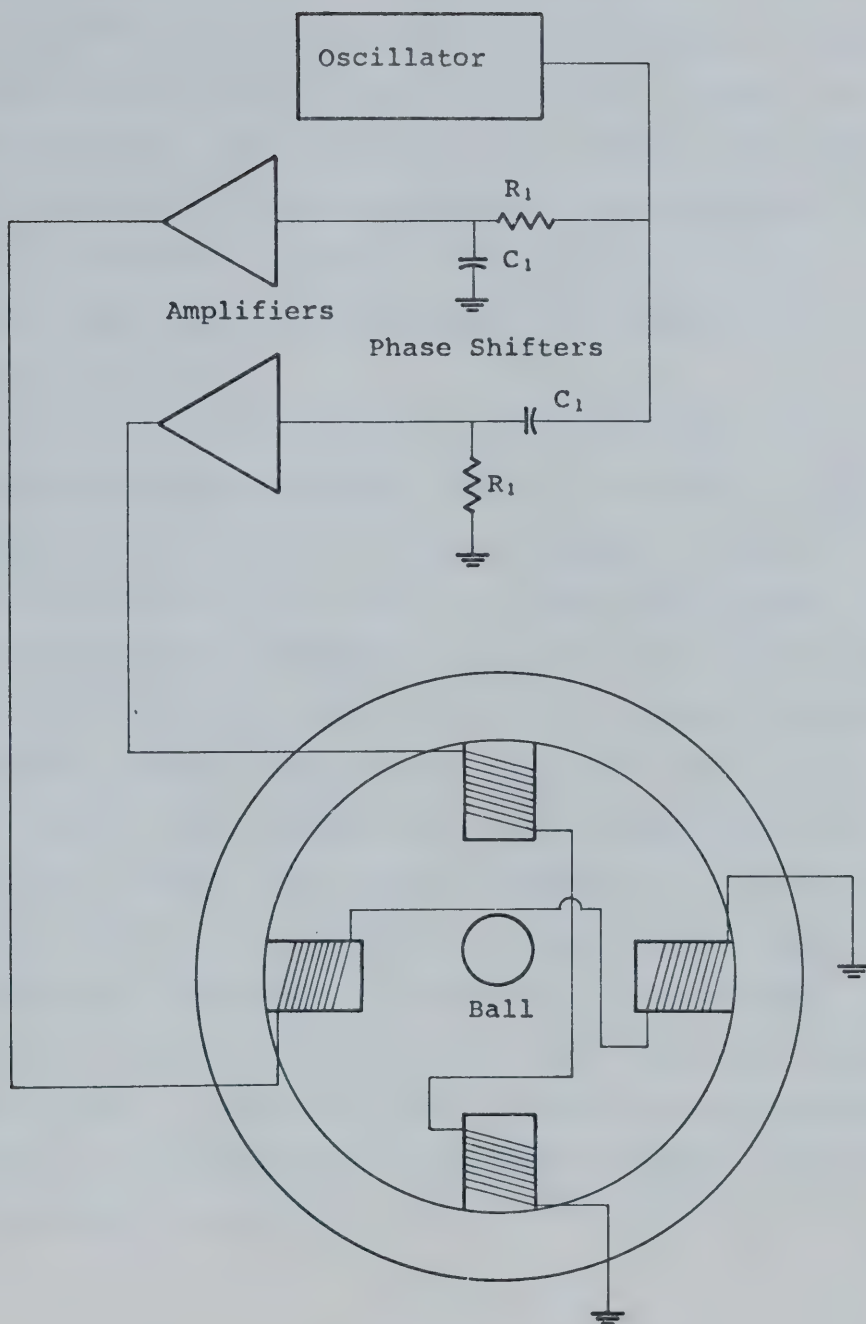 Oscillator
R₁
C₁
Amplifiers
Phase Shifters
C₁
R₁
Ball